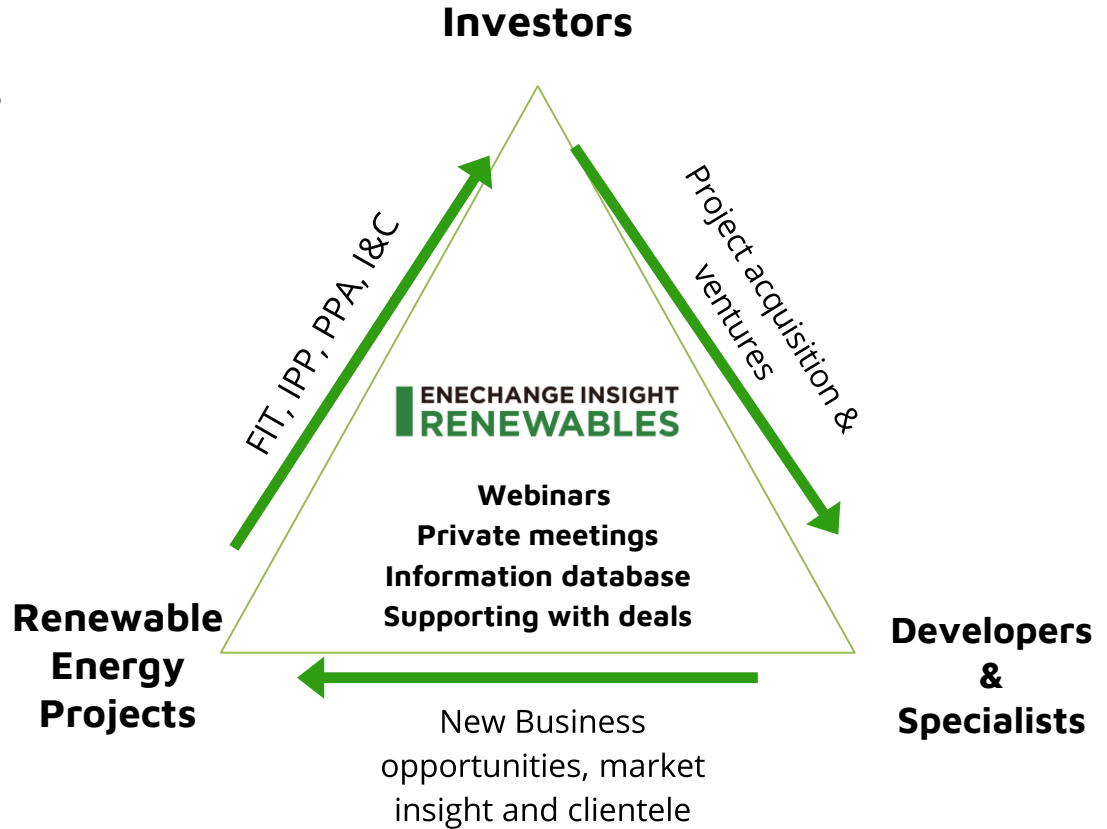 Investors
FIT, IPP, PPA, I&C
Project acquisition &
ventures
ENECHANGE INSIGHT
RENEWABLES
Webinars
Private meetings
Information database
Supporting with deals
Renewable
Energy
Projects
Developers
&
Specialists
New Business
opportunities, market
insight and clientele